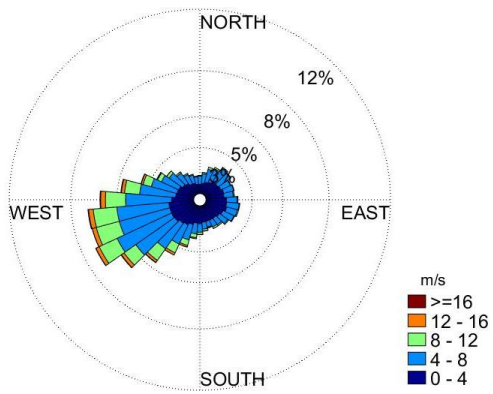 NORTH
12%
8%
5%
3%
WEST
EAST
SOUTH
m/s
>=16
12 - 16
8 - 12
4 - 8
0 - 4